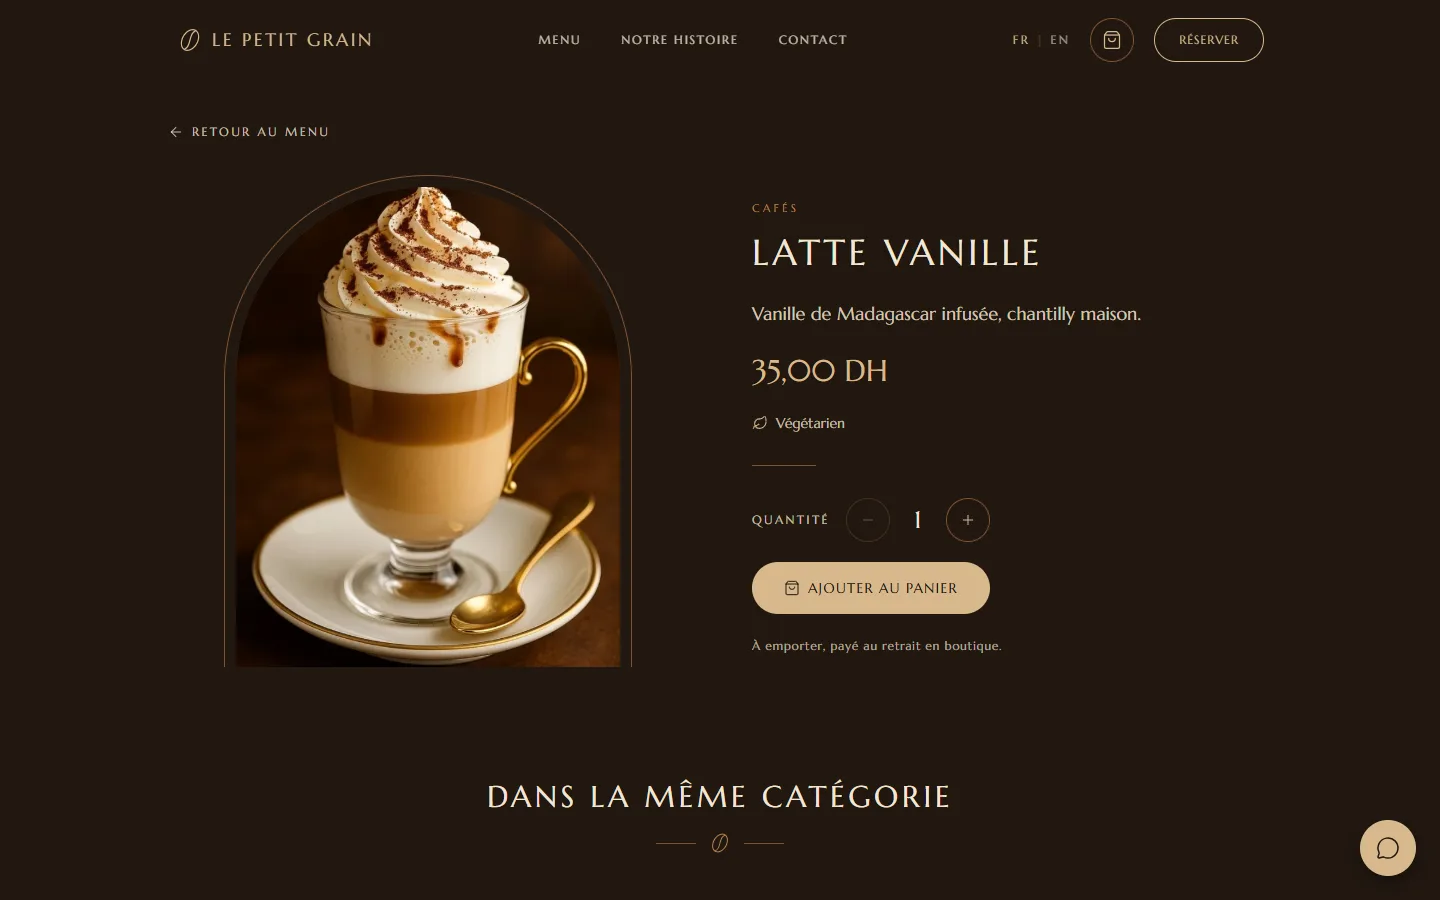 LE PETIT GRAIN
MENU
NOTRE HISTOIRE
CONTACT
FR | EN
RÉSERVER
RETOUR AU MENU
CAFÉS
LATTE VANILLE
Vanille de Madagascar infusée, chantilly maison.
35,00 DH
Végétarien
QUANTITÉ
1
AJOUTER AU PANIER
À emporter, payé au retrait en boutique.
DANS LA MÊME CATÉGORIE